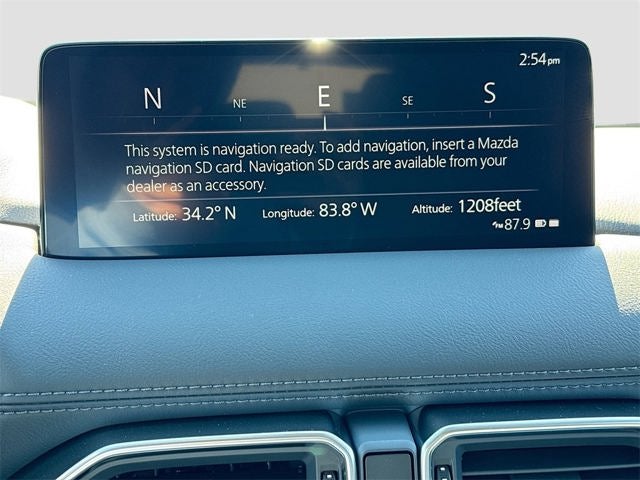 2:54pm
N NE E SE S
This system is navigation ready. To add navigation, insert a Mazda
navigation SD card. Navigation SD cards are available from your
dealer as an accessory.
Latitude: 34.2° N Longitude: 83.8° W Altitude: 1208feet
FM 87.9